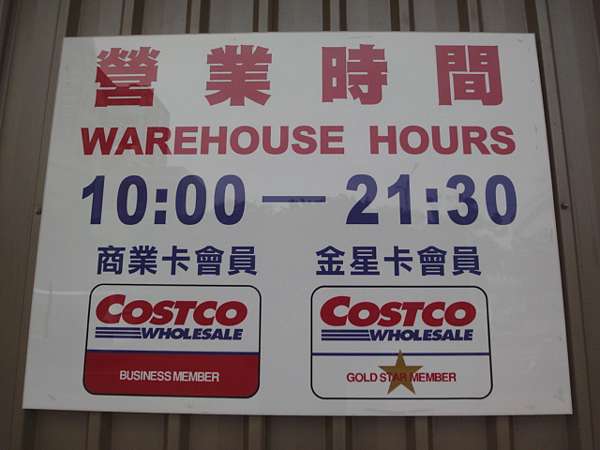 營業時間
WAREHOUSE HOURS
10:00—21:30
商業卡會員 金星卡會員
COSTCO COSTCO
WHOLESALE WHOLESALE
BUSINESS MEMBER GOLD STAR MEMBER